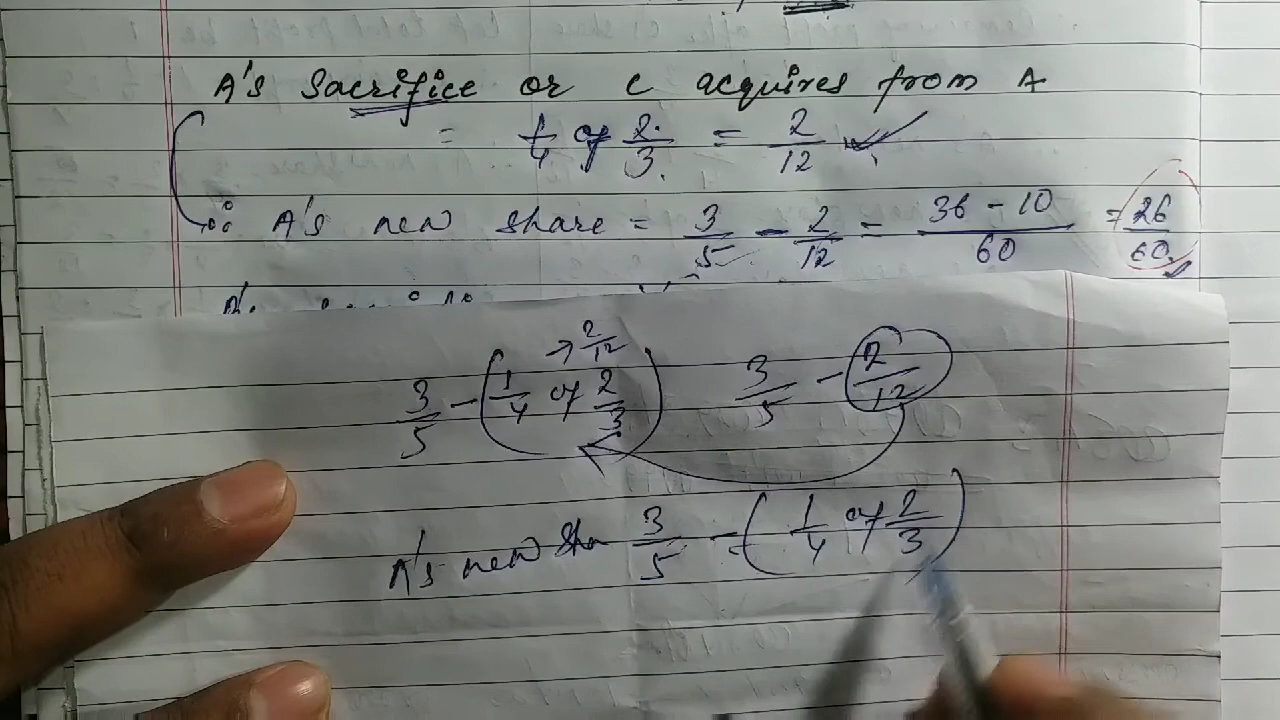 A's Sacrifice or C acquires from A
= 1/4 of 2/3 = 2/12
∴ A's new share = 3/5 - 2/12 = 36 - 10/60 = 26/60
→ 2/12
3/5 - (1/4 of 2/3) 3/5 - 2/12
A's new Sha 3/5 - (1/4 of 2/3)